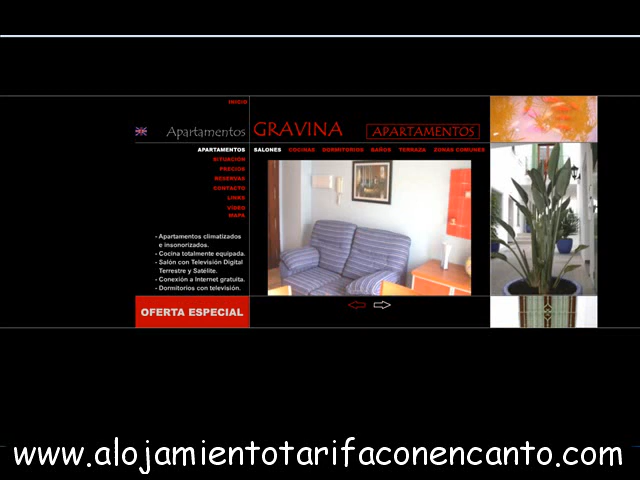 INICIO
Apartamentos GRAVINA APARTAMENTOS
APARTAMENTOS
SITUACIÓN
PRECIOS
RESERVAS
CONTACTO
LINKS
VÍDEO
MAPA
SALONES COCINAS DORMITORIOS BAÑOS TERRAZA ZONAS COMUNES
- Apartamentos climatizados
e insonorizados.
- Cocina totalmente equipada.
- Salón con Televisión Digital
Terrestre y Satélite.
- Conexión a Internet gratuita.
- Dormitorios con televisión.
OFERTA ESPECIAL
www.alojamientotarifaconencanto.com